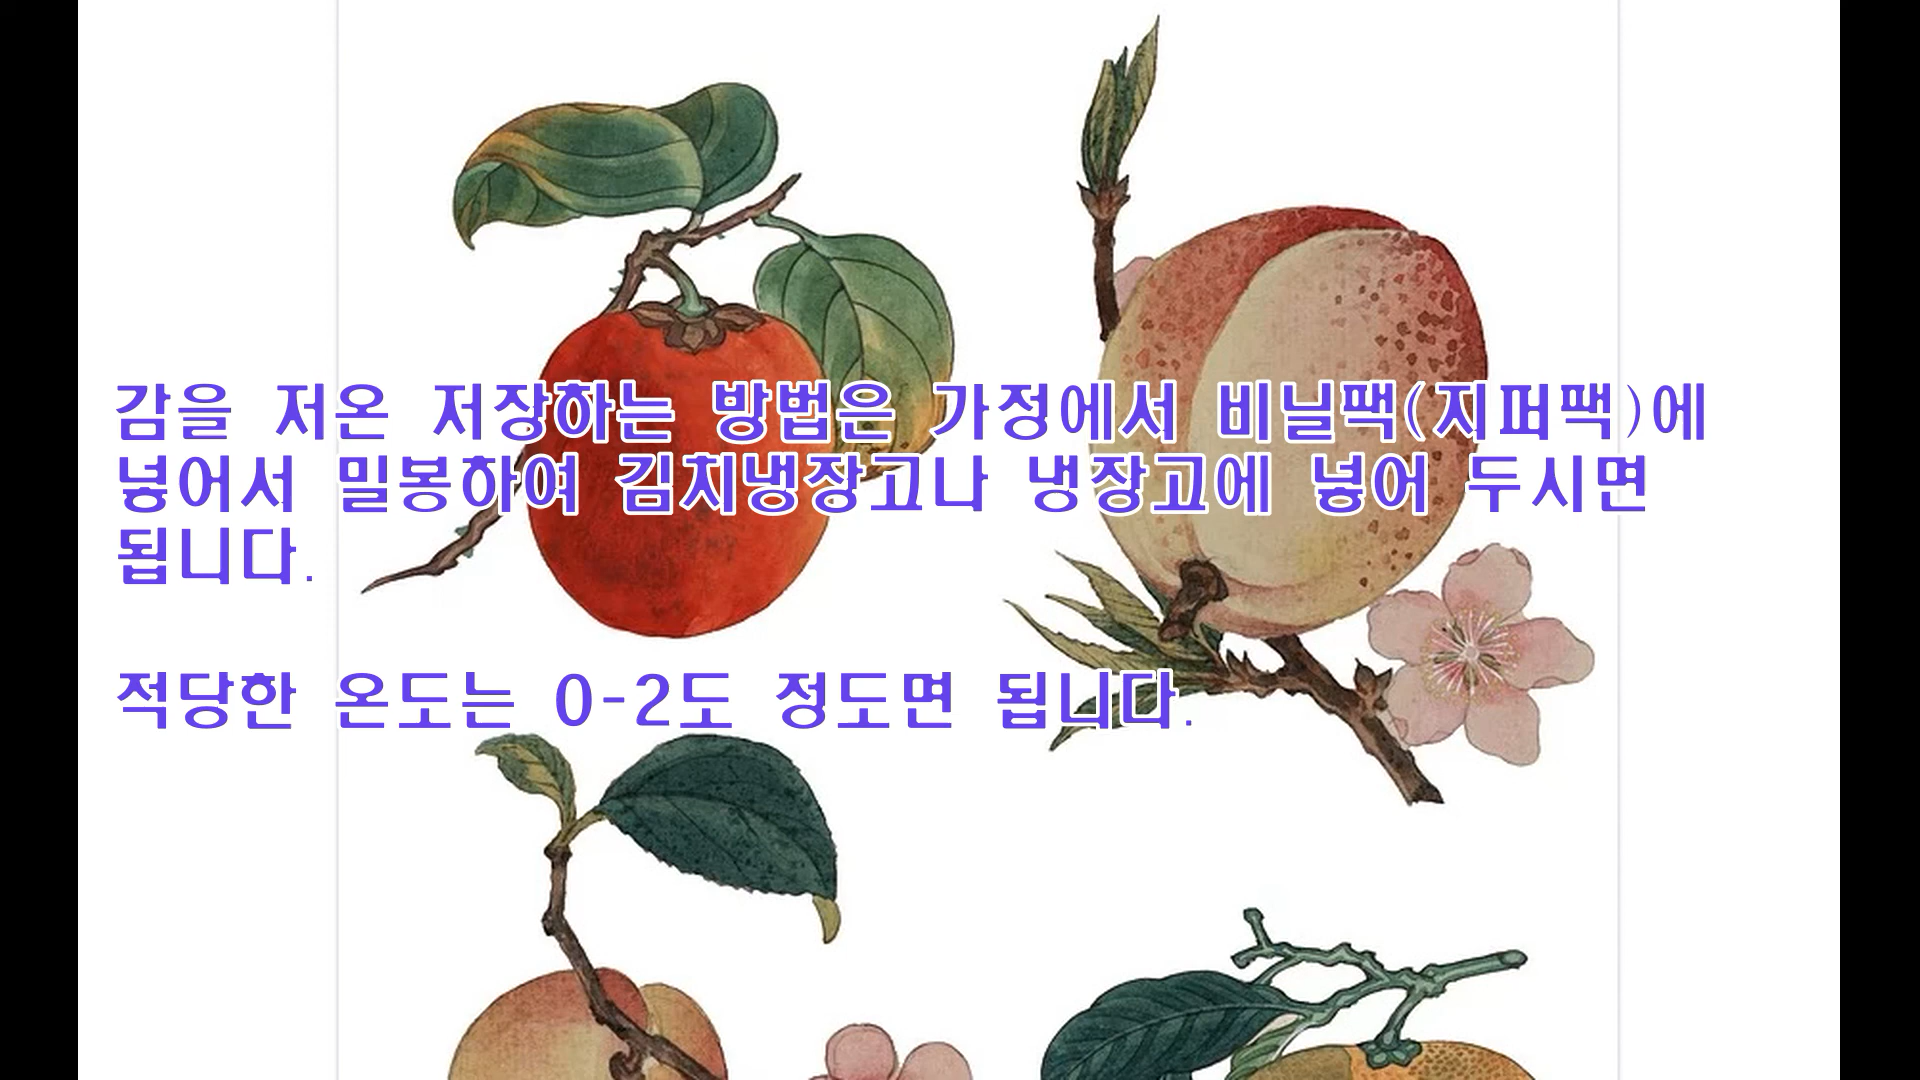 감을 저온 저장하는 방법은 가정에서 비닐팩(지퍼팩)에
넣어서 밀봉하여 김치냉장고나 냉장고에 넣어 두시면
됩니다.
적당한 온도는 0-2도 정도면 됩니다.